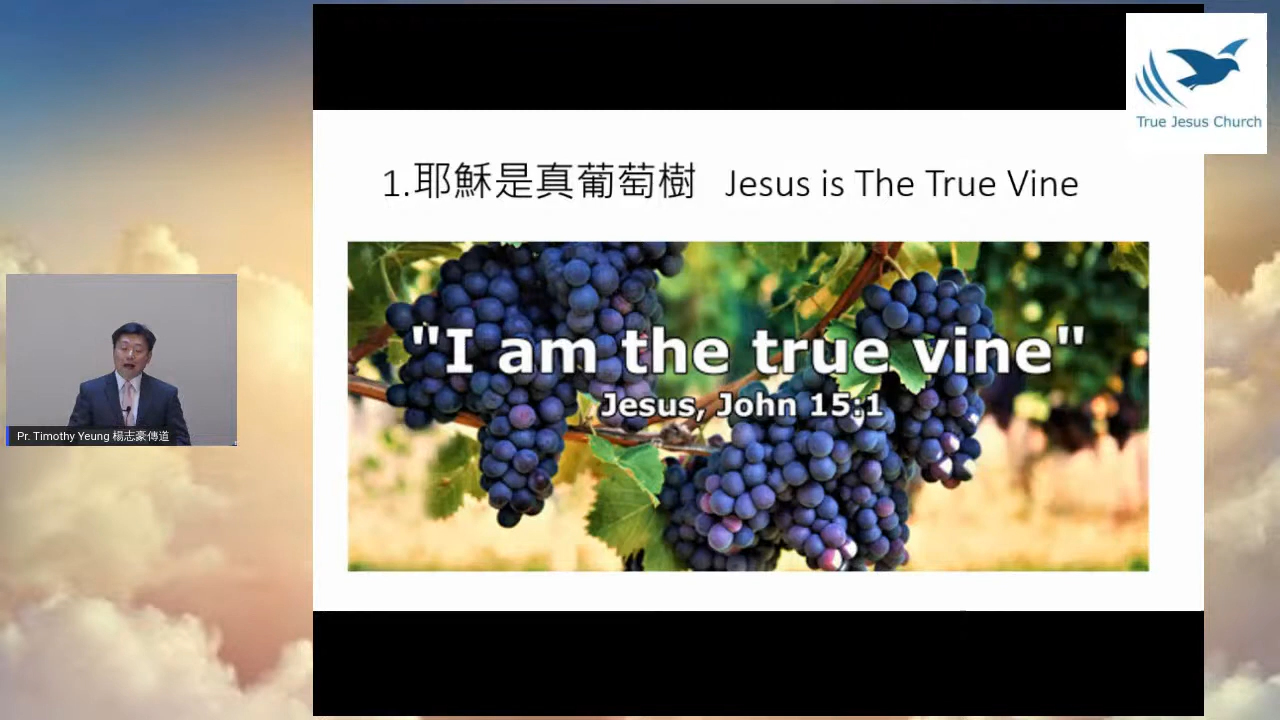 True Jesus Church
1.耶穌是真葡萄樹 Jesus is The True Vine
"I am the true vine"
Jesus, John 15:1
Pr. Timothy Yeung 楊志豪傳道